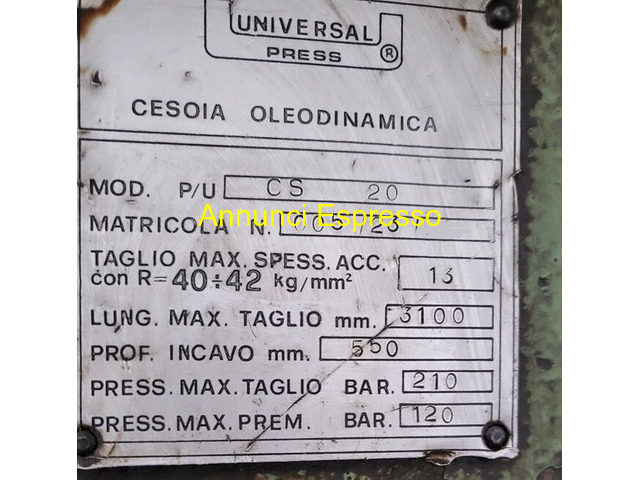 UNIVERSAL
PRESS ®
CESOIA OLEODINAMICA
MOD. P/U CS 20
Annunci Espresso
MATRICOLA N.
TAGLIO MAX. SPESS. ACC.
con R=40÷42 kg/mm² 13
LUNG. MAX. TAGLIO mm. 3100
PROF. INCAVO mm. 550
PRESS. MAX. TAGLIO BAR. 210
PRESS. MAX. PREM. BAR. 120